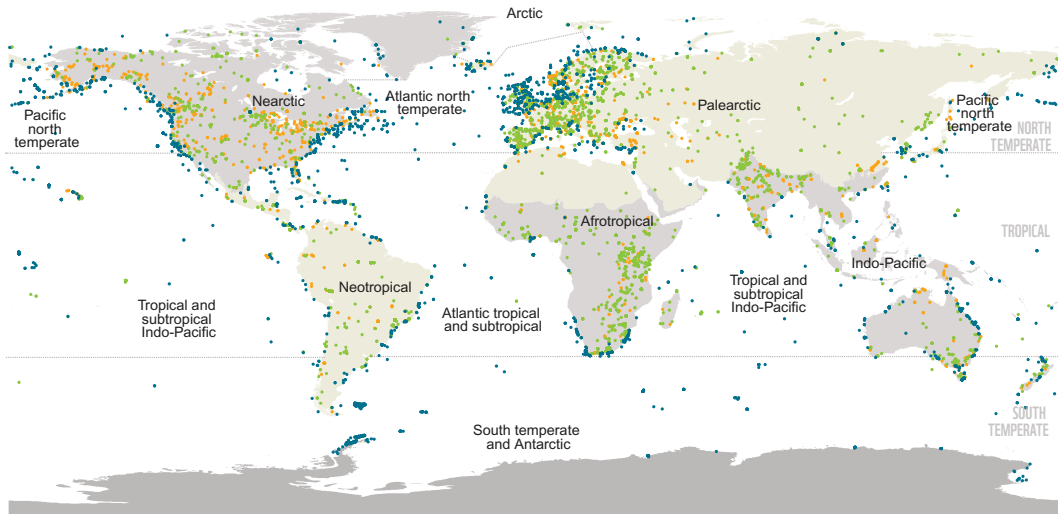 Arctic
Nearctic
Atlantic north
temperate
Palearctic
Pacific
north
temperate
Pacific
north
temperate
NORTH
TEMPERATE
Afrotropical
TROPICAL
Indo-Pacific
Neotropical
Tropical and
subtropical
Indo-Pacific
Atlantic tropical
and subtropical
Tropical and
subtropical
Indo-Pacific
South temperate
and Antarctic
SOUTH
TEMPERATE